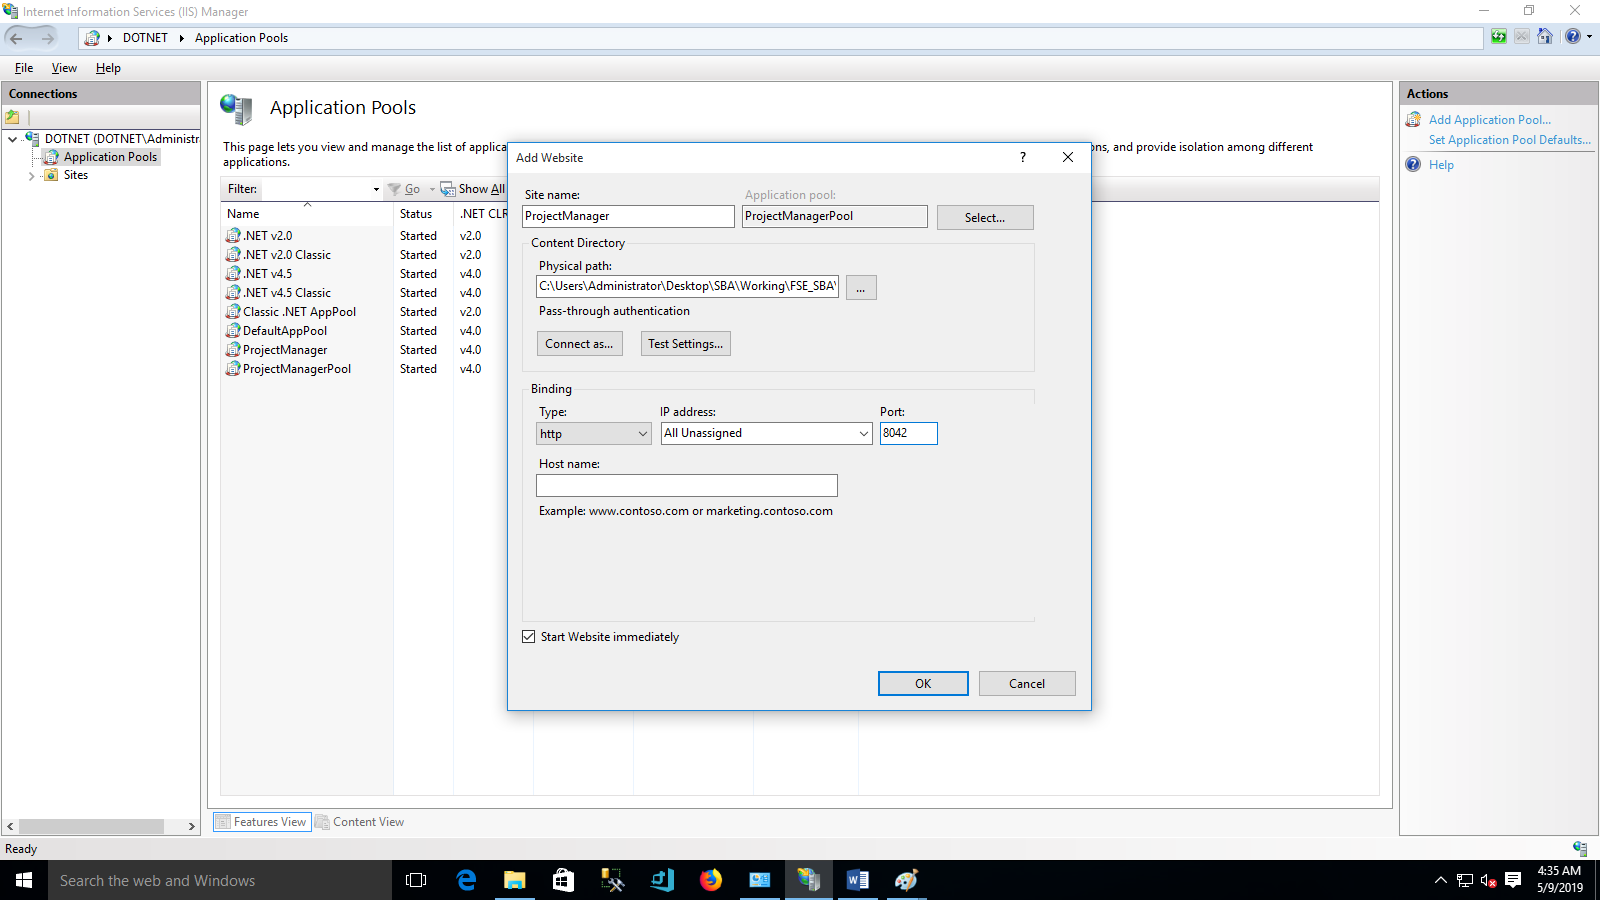 Internet Information Services (IIS) Manager
DOTNET
Application Pools
File View Help
Connections
DOTNET (DOTNET\Administr
Application Pools
Sites
Application Pools
This page lets you view and manage the list of applica
ns, and provide isolation among different
applications.
Filter:
Go
Show All
Name Status .NET CLR
.NET v2.0 Started v2.0
.NET v2.0 Classic Started v2.0
.NET v4.5 Started v4.0
.NET v4.5 Classic Started v4.0
Classic .NET AppPool Started v2.0
DefaultAppPool Started v4.0
ProjectManager Started v4.0
ProjectManagerPool Started v4.0
Add Website
?
Site name: Application pool:
ProjectManager ProjectManagerPool Select...
Content Directory
Physical path:
C:\Users\Administrator\Desktop\SBA\Working\FSE_SBA\ ...
Pass-through authentication
Connect as... Test Settings...
Binding
Type: IP address: Port:
http All Unassigned 8042
Host name:
Example: www.contoso.com or marketing.contoso.com
Start Website immediately
OK Cancel
Actions
Add Application Pool...
Set Application Pool Defaults...
Help
Features View Content View
Ready
Search the web and Windows
4:35 AM
5/9/2019